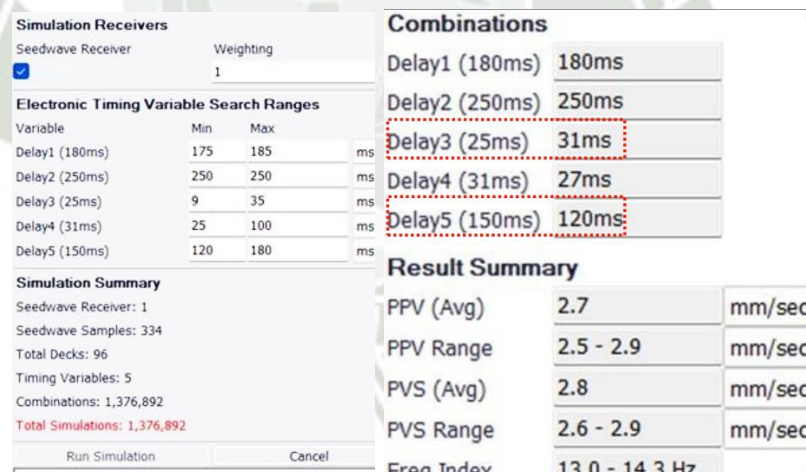 Simulation Receivers
Seedwave Receiver Weighting
1
Electronic Timing Variable Search Ranges
Variable Min Max
Delay1 (180ms) 175 185 ms
Delay2 (250ms) 250 250 ms
Delay3 (25ms) 9 35 ms
Delay4 (31ms) 25 100 ms
Delay5 (150ms) 120 180 ms
Simulation Summary
Seedwave Receiver: 1
Seedwave Samples: 334
Total Decks: 96
Timing Variables: 5
Combinations: 1,376,892
Total Simulations: 1,376,892
Run Simulation Cancel
Combinations
Delay1 (180ms) 180ms
Delay2 (250ms) 250ms
Delay3 (25ms) 31ms
Delay4 (31ms) 27ms
Delay5 (150ms) 120ms
Result Summary
PPV (Avg) 2.7 mm/sec
PPV Range 2.5 - 2.9 mm/sec
PVS (Avg) 2.8 mm/sec
PVS Range 2.6 - 2.9 mm/sec
Freq Index 13.0 - 14.3 Hz